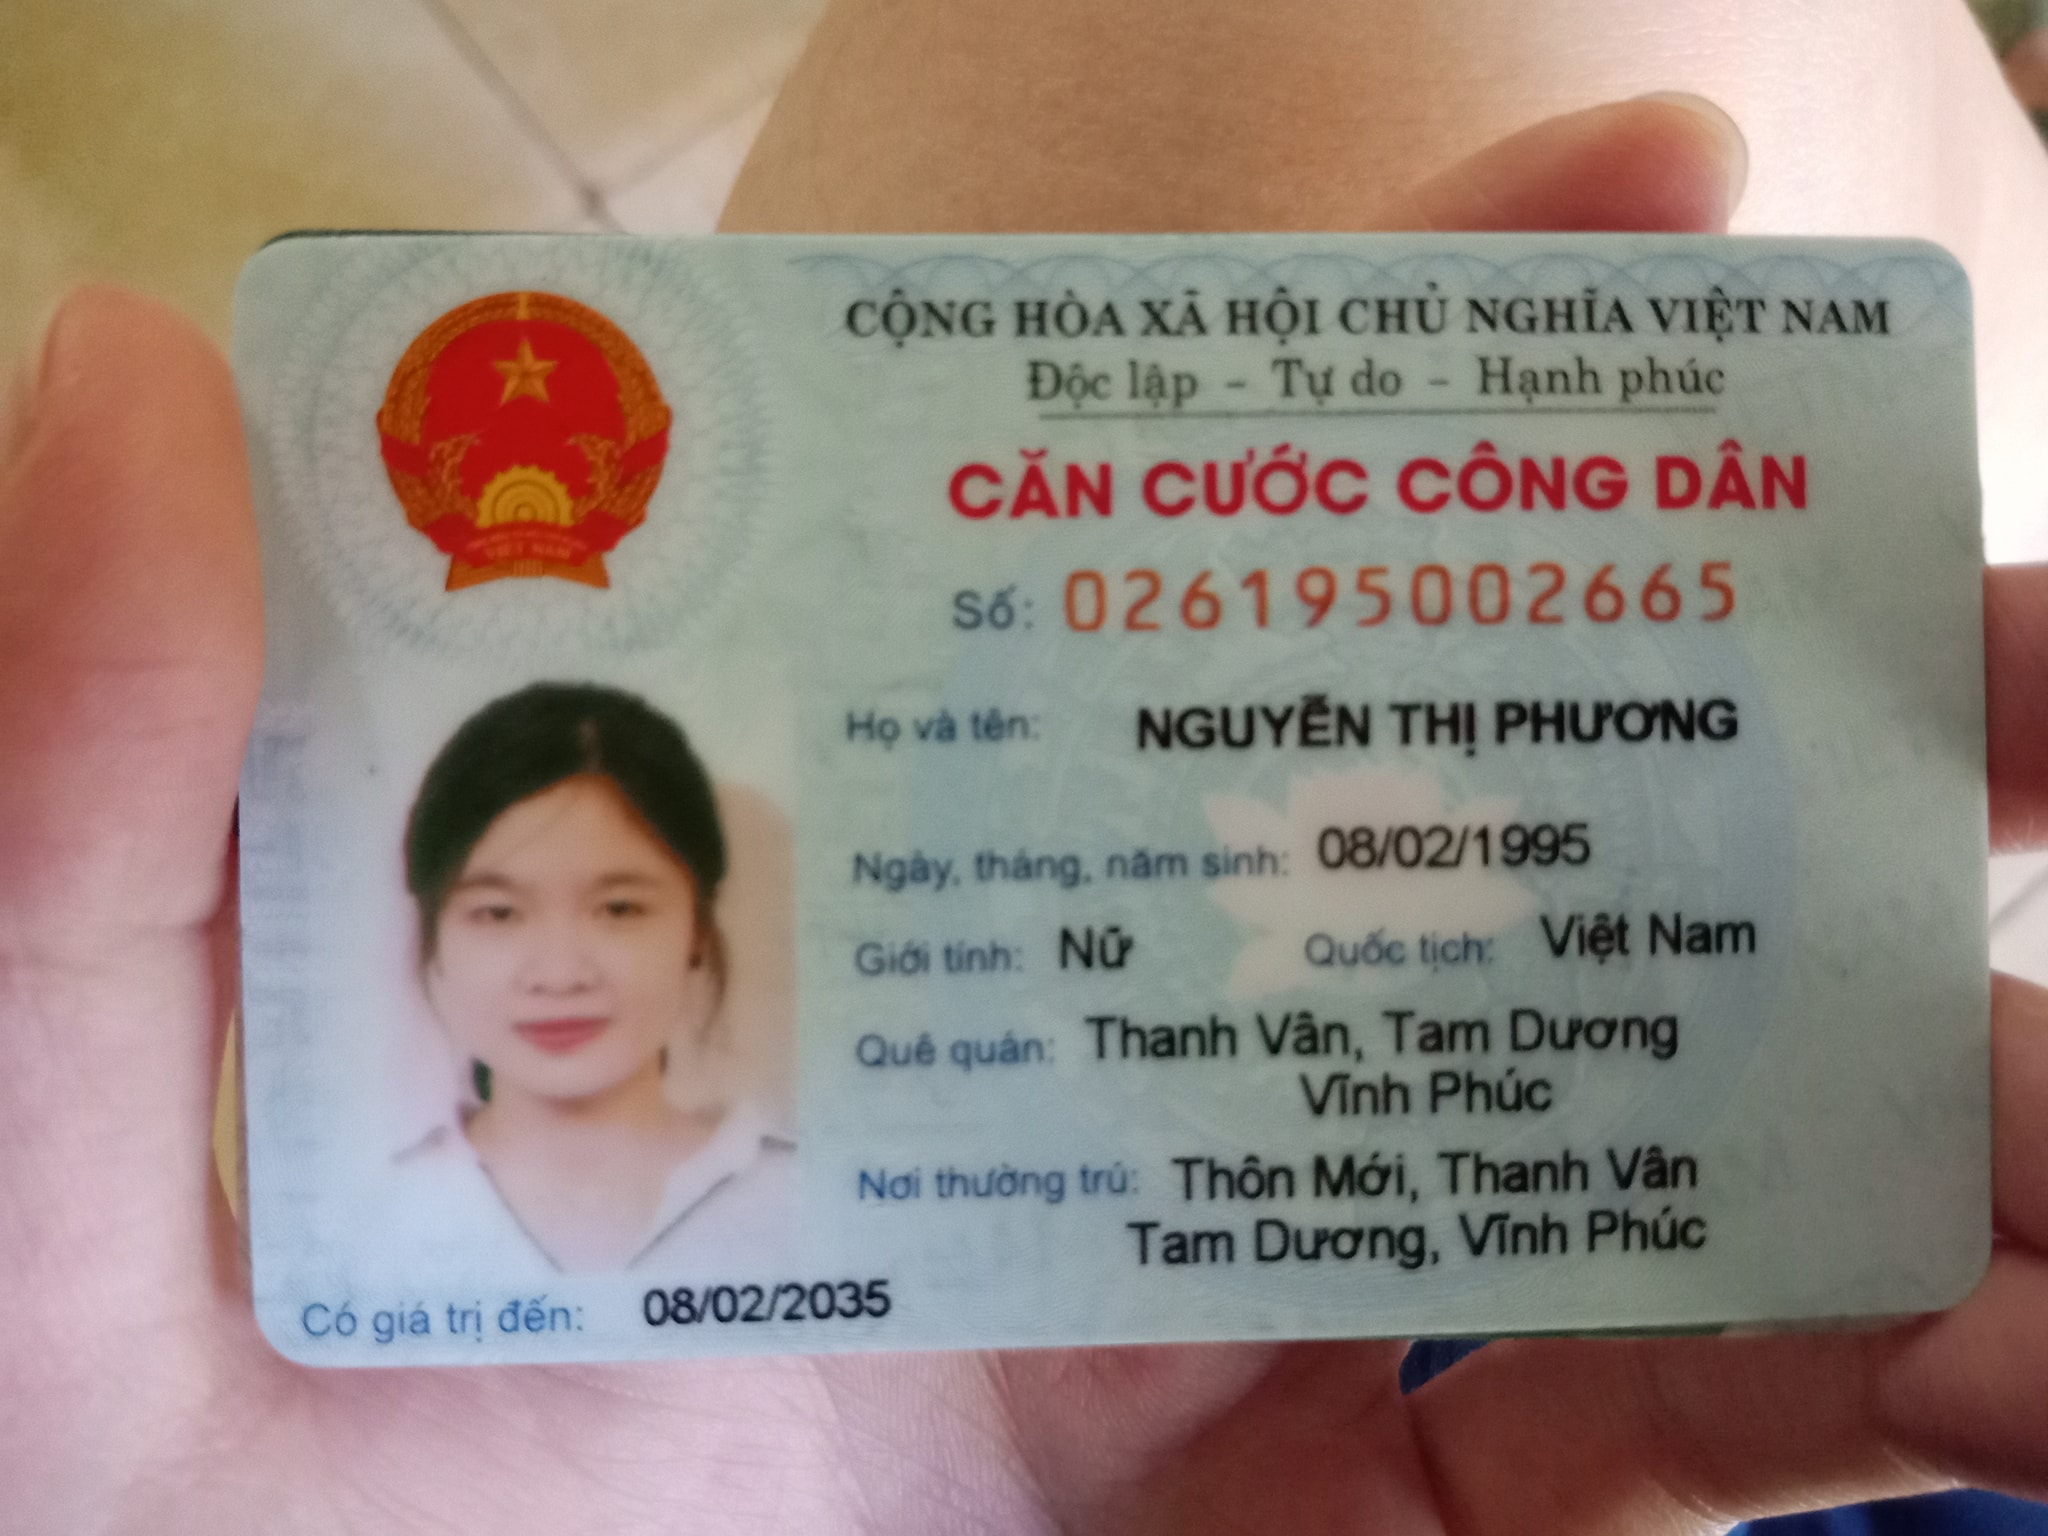 CỘNG HÒA XÃ HỘI CHỦ NGHĨA VIỆT NAM
Độc lập - Tự do - Hạnh phúc
CĂN CƯỚC CÔNG DÂN
Số: 026195002665
Họ và tên: NGUYỄN THỊ PHƯƠNG
Ngày, tháng, năm sinh: 08/02/1995
Giới tính: Nữ Quốc tịch: Việt Nam
Quê quán: Thanh Vân, Tam Dương
Vĩnh Phúc
Nơi thường trú: Thôn Mới, Thanh Vân
Tam Dương, Vĩnh Phúc
Có giá trị đến: 08/02/2035
VIỆT NAM